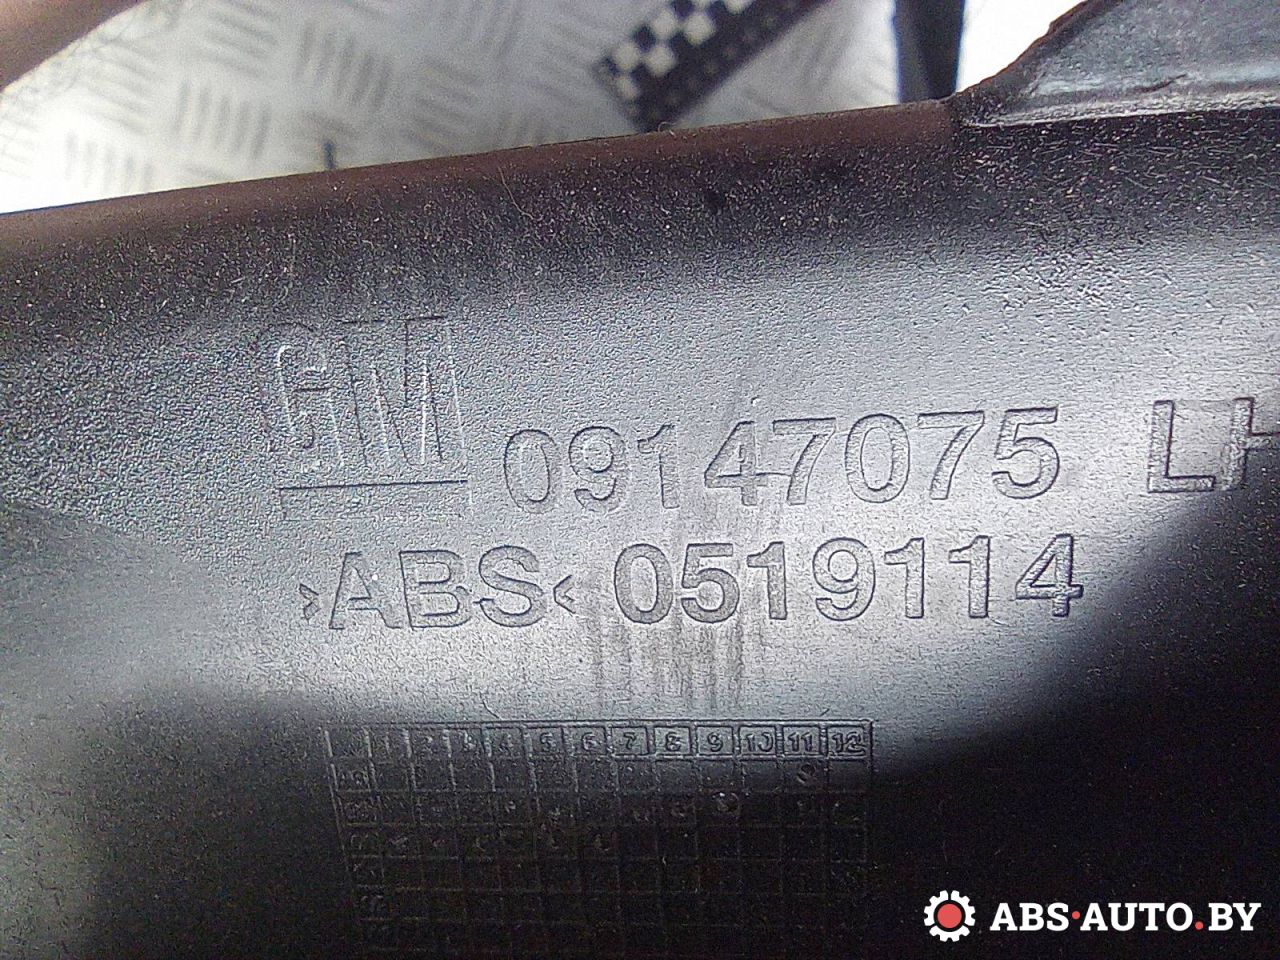 GM 09147075 LH
>ABS< 0519114
1 2 3 4 5 6 7 8 9 10 11 12
ABS·AUTO.BY